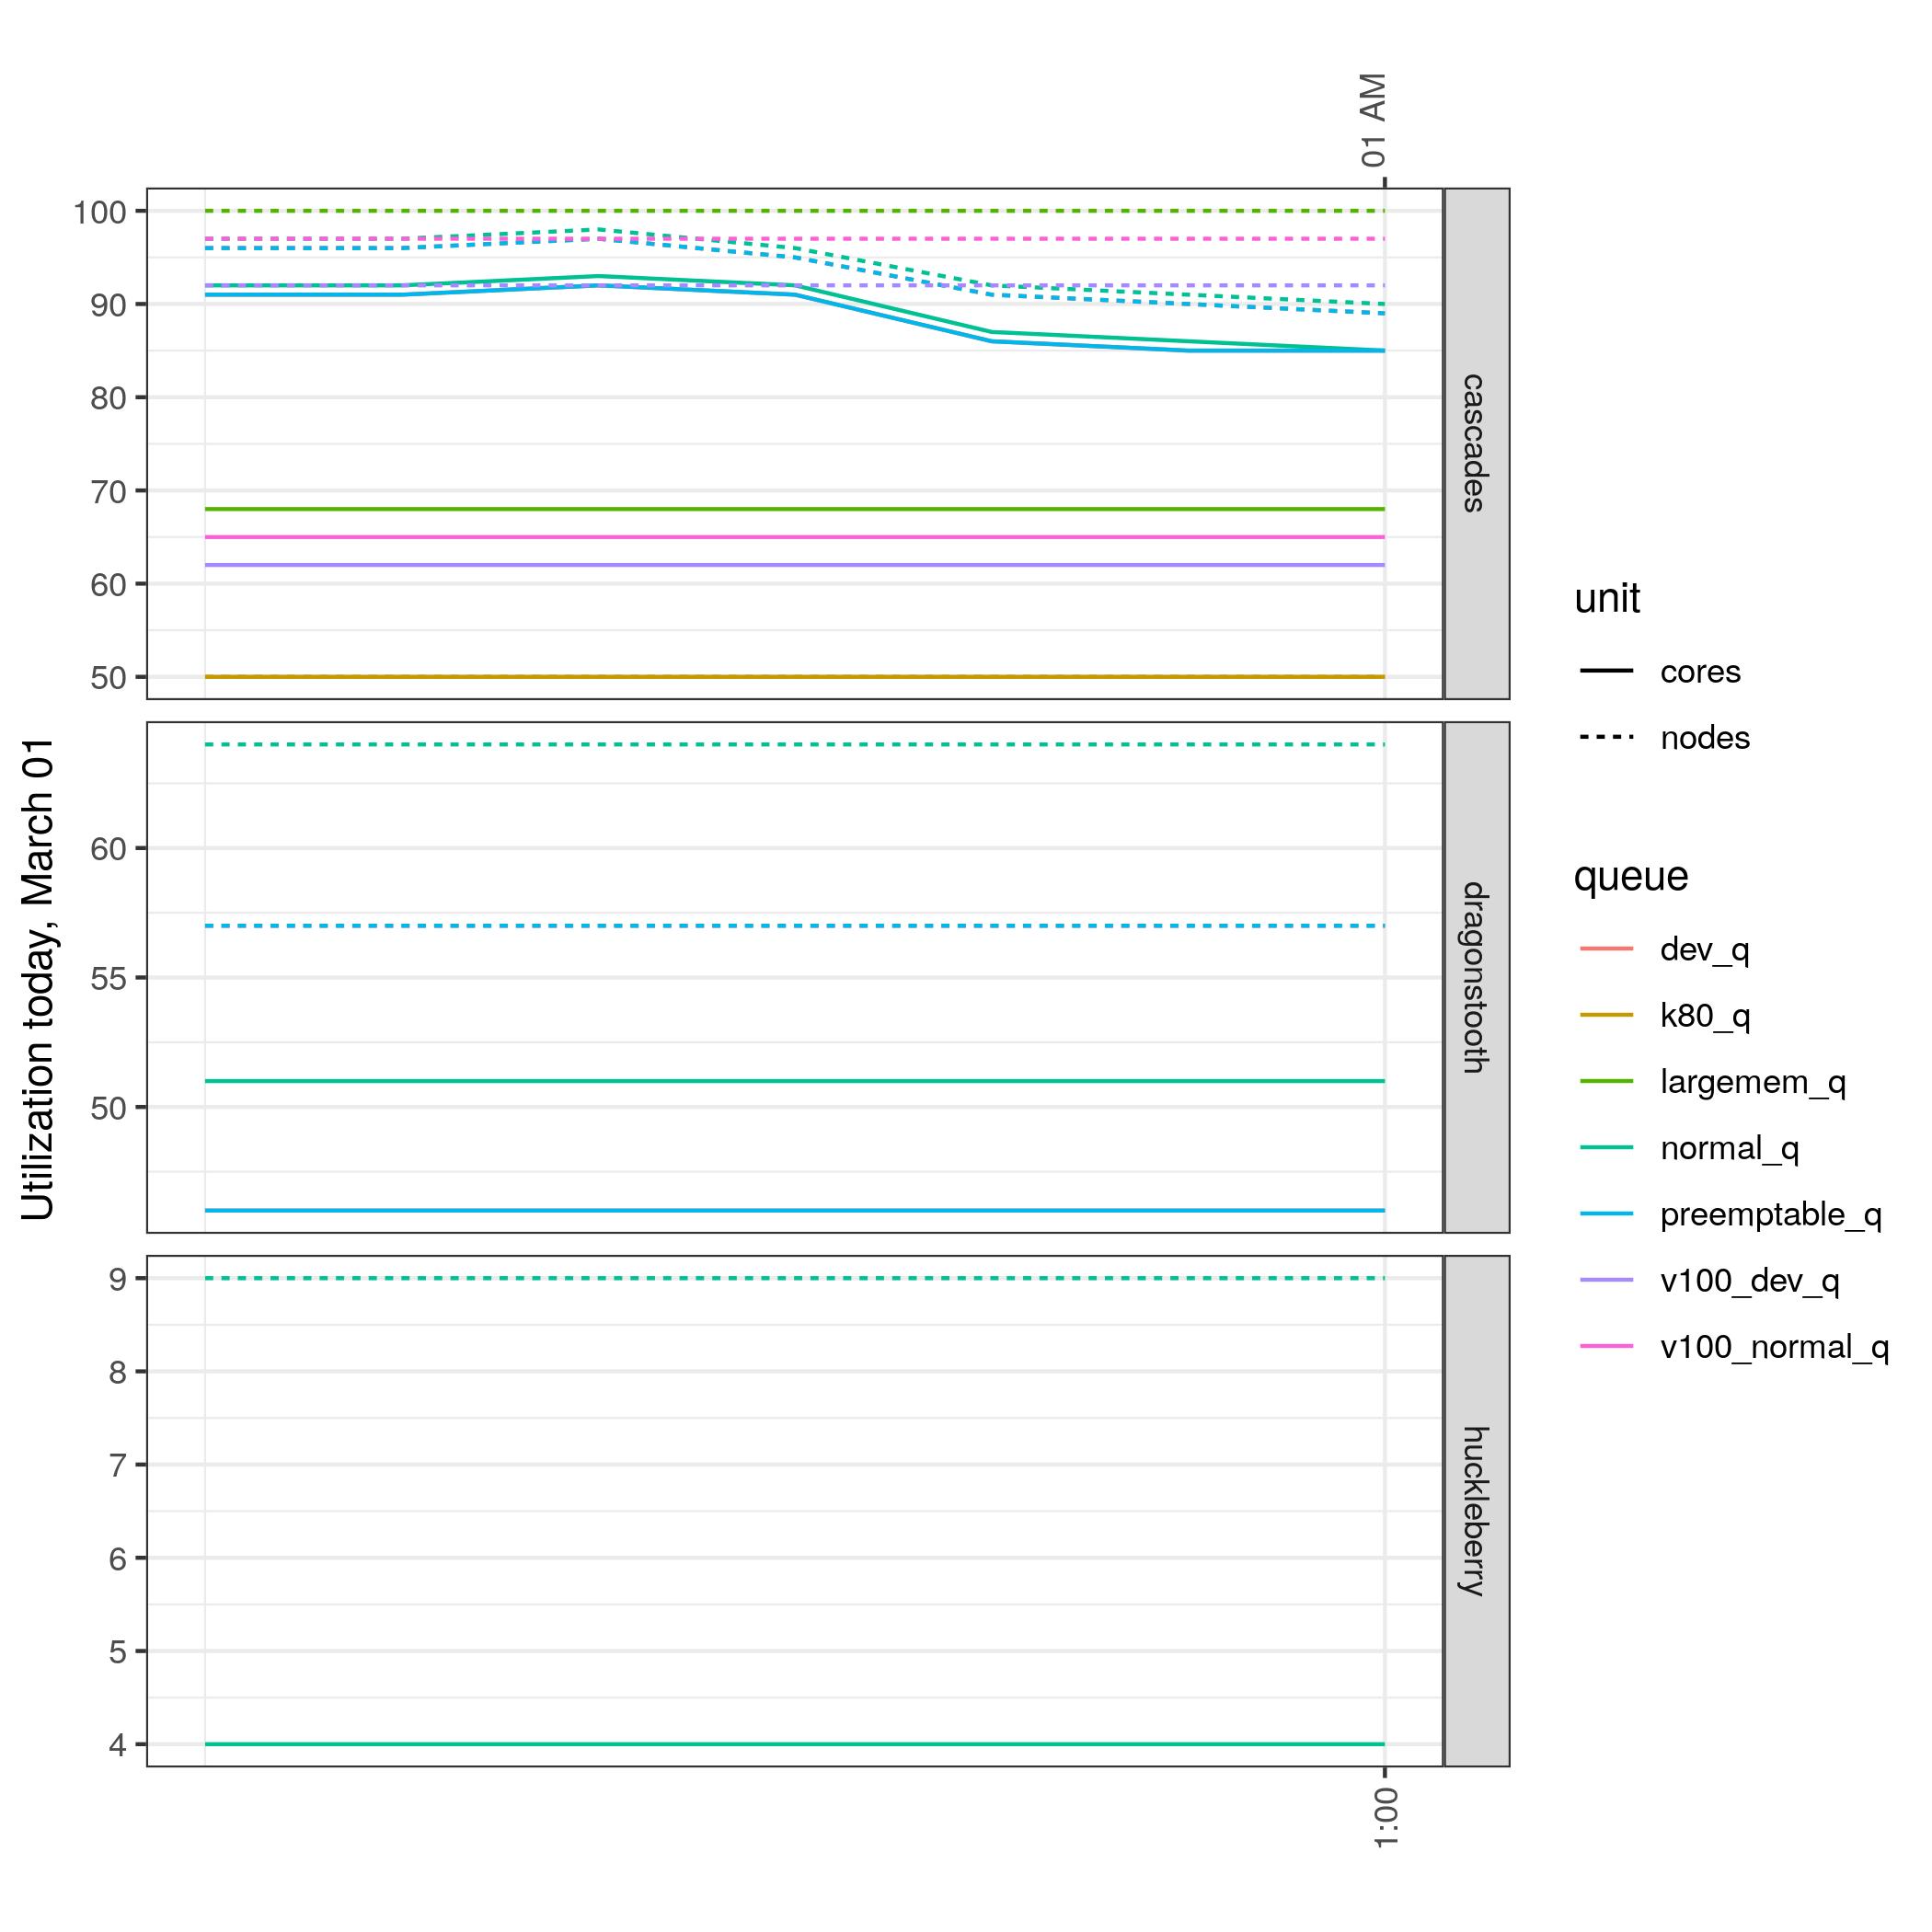 01 AM
100
90
80
70
60
50
cascades
60
55
50
dragonstooth
9
8
7
6
5
4
huckleberry
1:00
Utilization today, March 01
unit
cores
nodes
queue
dev_q
k80_q
largemem_q
normal_q
preemptable_q
v100_dev_q
v100_normal_q